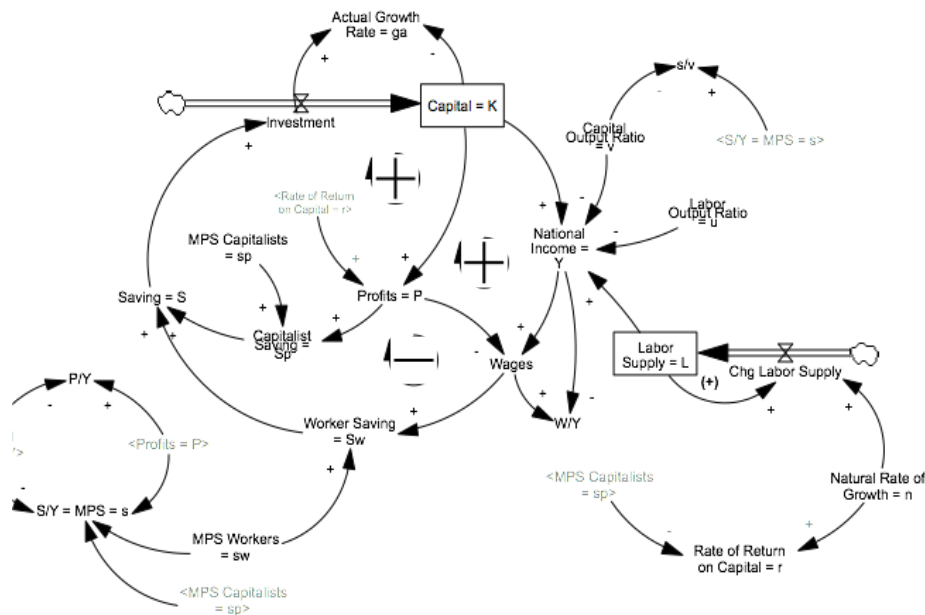 Actual Growth
Rate = ga
+
-
s/v
Capital = K
-
+
Investment
Capital
Output Ratio
= v
<S/Y = MPS = s>
+
<Rate of Return
on Capital = r>
Labor
Output Ratio
= u
+
-
-
National
Income =
Y
MPS Capitalists
= sp
+
+
Saving = S
Profits = P
+
+
+
Capitalist
Saving =
Sp
+
+
+
-
+
Labor
Supply = L
Wages
(+)
Chg Labor Supply
P/Y
+
-
+
+
+
W/Y
-
+
Worker Saving
= Sw
<Profits = P>
+
<MPS Capitalists
= sp>
Natural Rate of
Growth = n
-
S/Y = MPS = s
-
+
MPS Workers
= sw
Rate of Return
on Capital = r
<MPS Capitalists
= sp>